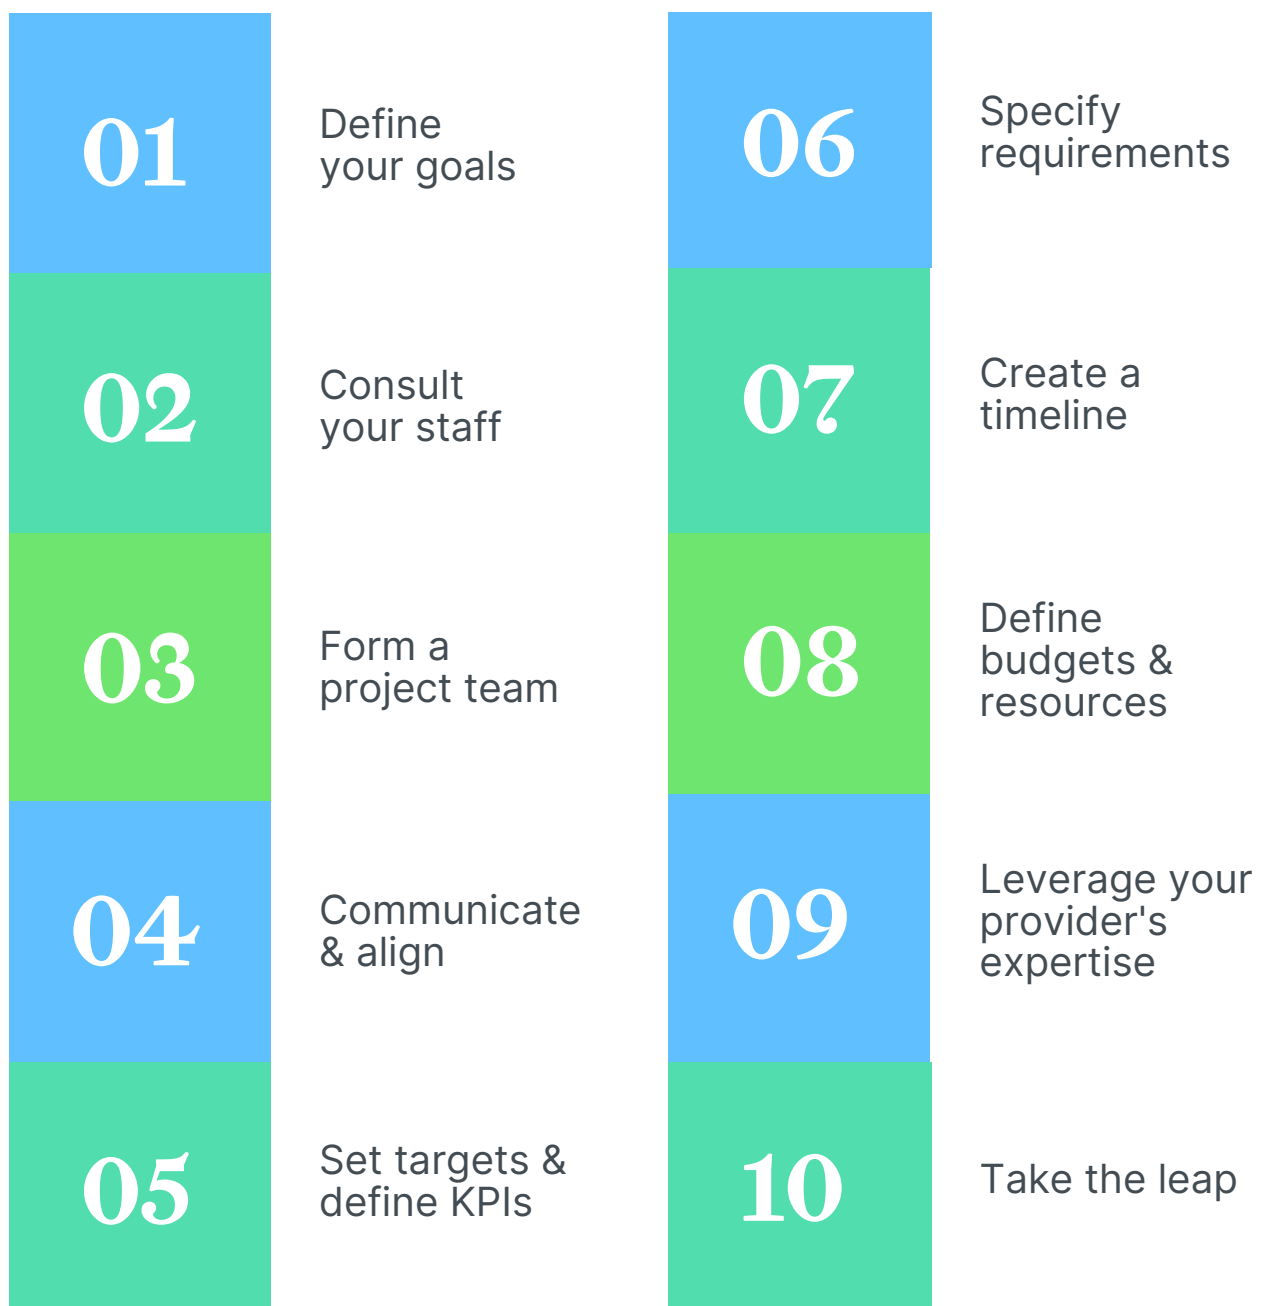 01
Define
your goals
02
Consult
your staff
03
Form a
project team
04
Communicate
& align
05
Set targets &
define KPIs
06
Specify
requirements
07
Create a
timeline
08
Define
budgets &
resources
09
Leverage your
provider's
expertise
10
Take the leap